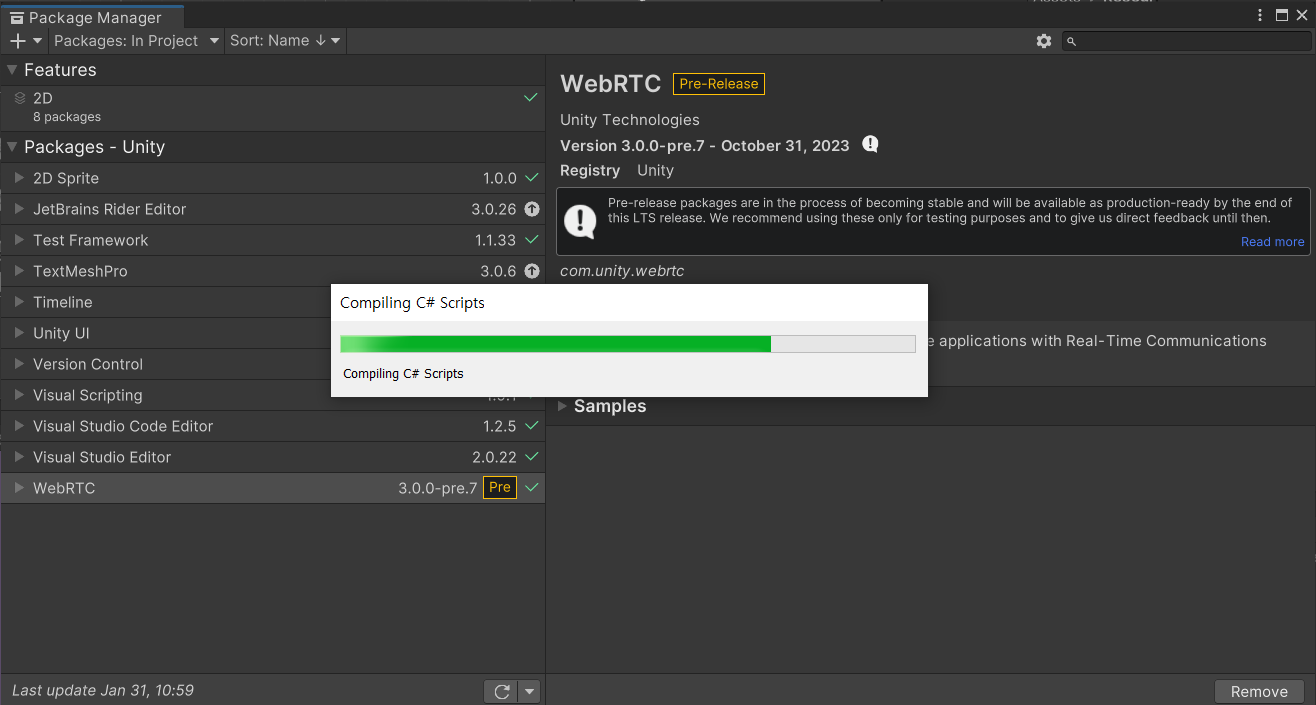 Package Manager
Packages: In Project
Sort: Name ↓
Features
2D
8 packages
Packages - Unity
2D Sprite 1.0.0
JetBrains Rider Editor 3.0.26
Test Framework 1.1.33
TextMeshPro 3.0.6
Timeline
Unity UI
Version Control
Visual Scripting
Visual Studio Code Editor 1.2.5
Visual Studio Editor 2.0.22
WebRTC 3.0.0-pre.7 Pre
Last update Jan 31, 10:59
WebRTC Pre-Release
Unity Technologies
Version 3.0.0-pre.7 - October 31, 2023
Registry Unity
Pre-release packages are in the process of becoming stable and will be available as production-ready by the end of
this LTS release. We recommend using these only for testing purposes and to give us direct feedback until then.
Read more
com.unity.webrtc
applications with Real-Time Communications
Samples
Remove
Compiling C# Scripts
Compiling C# Scripts